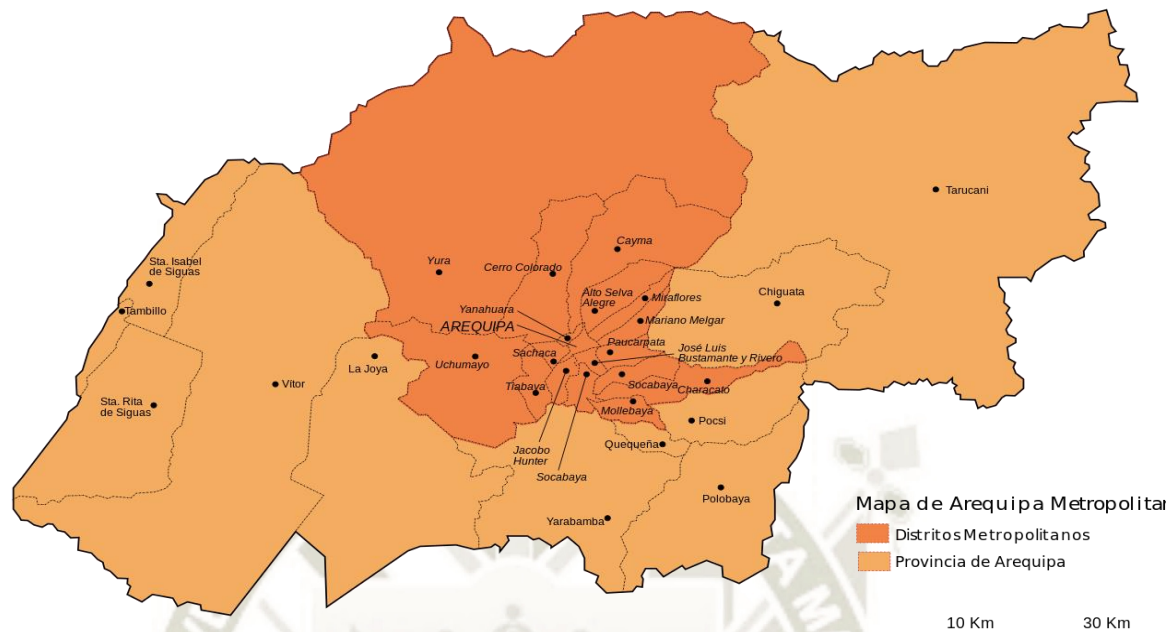 Tarucani
Cayma
Sta. Isabel
de Siguas
Yura
Cerro Colorado
Tambillo
Alto Selva
Alegre
Miraflores
Chiguata
Yanahuara
Mariano Melgar
AREQUIPA
Paucarpata
José Luis
Bustamante y Rivero
Sachaca
Uchumayo
La Joya
Vítor
Tiabaya
Socabaya
Characato
Sta. Rita
de Siguas
Mollebaya
Pocsi
Quequeña
Jacobo
Hunter
Socabaya
Polobaya
Yarabamba
Mapa de Arequipa Metropolitan
Distritos Metropolitanos
Provincia de Arequipa
10 Km 30 Km